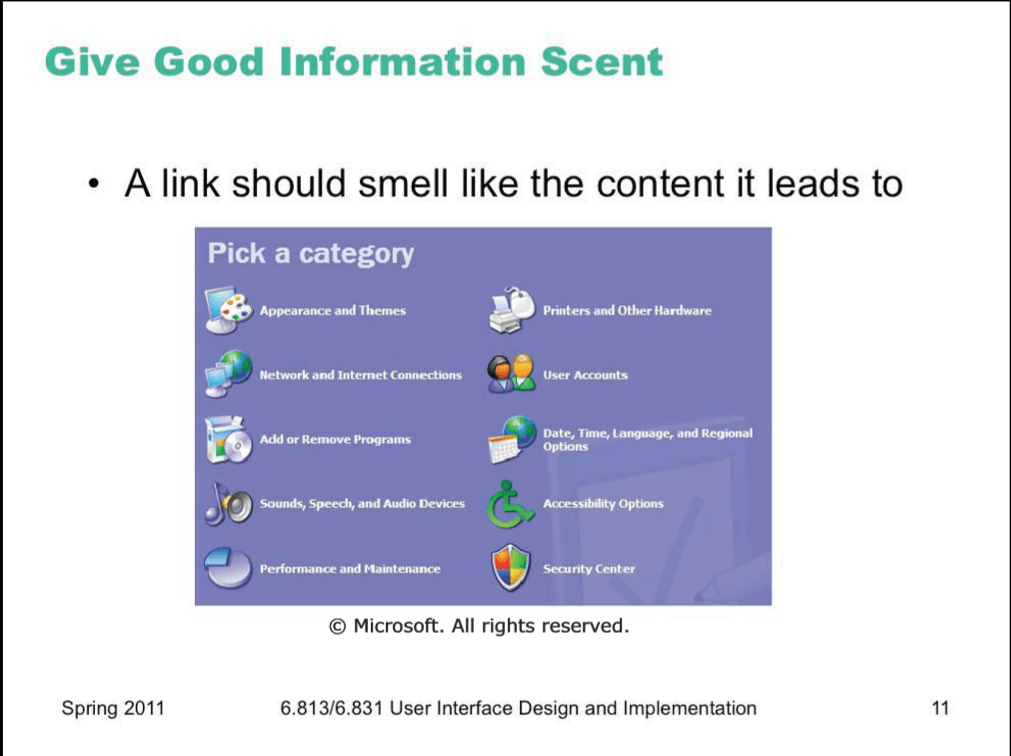 Give Good Information Scent
• A link should smell like the content it leads to
Pick a category
Appearance and Themes
Printers and Other Hardware
Network and Internet Connections
User Accounts
Add or Remove Programs
Date, Time, Language, and Regional
Options
Sounds, Speech, and Audio Devices
Accessibility Options
Performance and Maintenance
Security Center
© Microsoft. All rights reserved.
Spring 2011
6.813/6.831 User Interface Design and Implementation
11